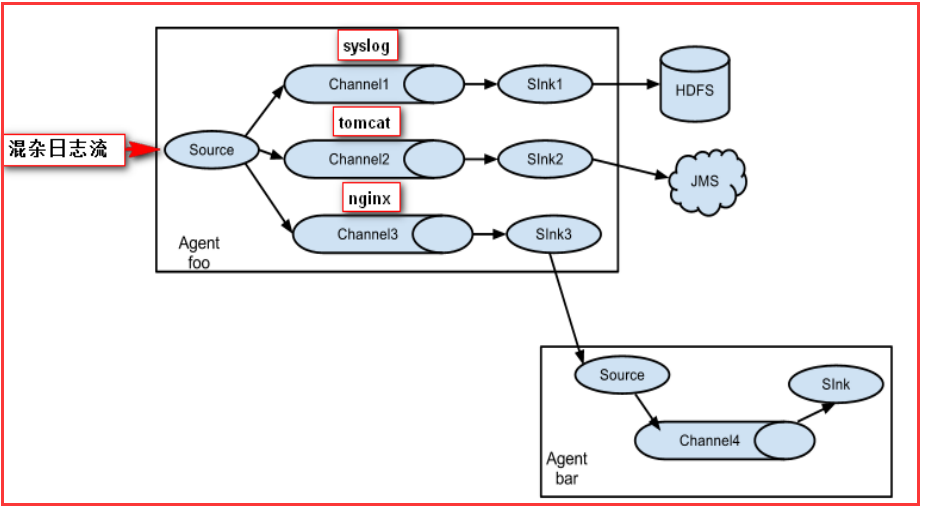 syslog
Channel1
SInk1
HDFS
tomcat
混杂日志流
Source
Channel2
SInk2
JMS
nginx
Channel3
SInk3
Agent
foo
Source
SInk
Channel4
Agent
bar